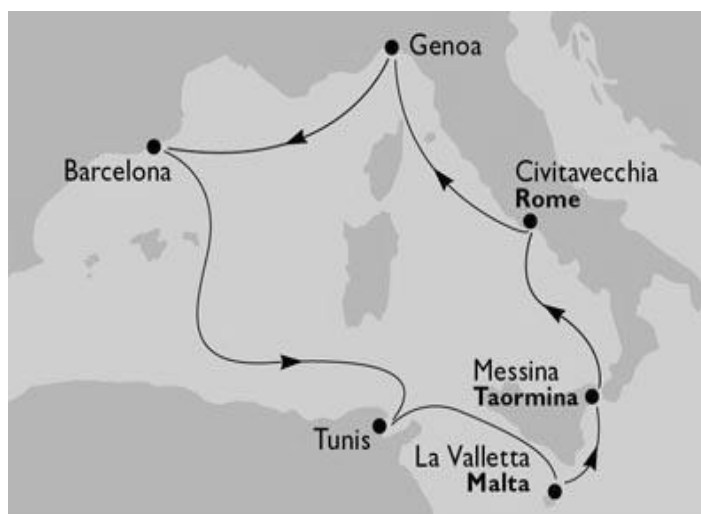 Genoa
Barcelona
Civitavecchia
Rome
Messina
Taormina
Tunis
La Valletta
Malta